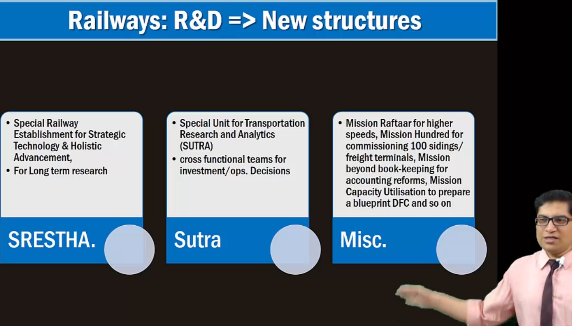 Railways: R&D => New structures
• Special Railway
Establishment for Strategic
Technology & Holistic
Advancement,
• For Long term research
SRESTHA.
• Special Unit for Transportation
Research and Analytics
(SUTRA)
• cross functional teams for
investment/ops. Decisions
Sutra
• Mission Raftaar for higher
speeds, Mission Hundred for
commissioning 100 sidings/
freight terminals, Mission
beyond book-keeping for
accounting reforms, Mission
Capacity Utilisation to prepare
a blueprint DFC and so on
Misc.